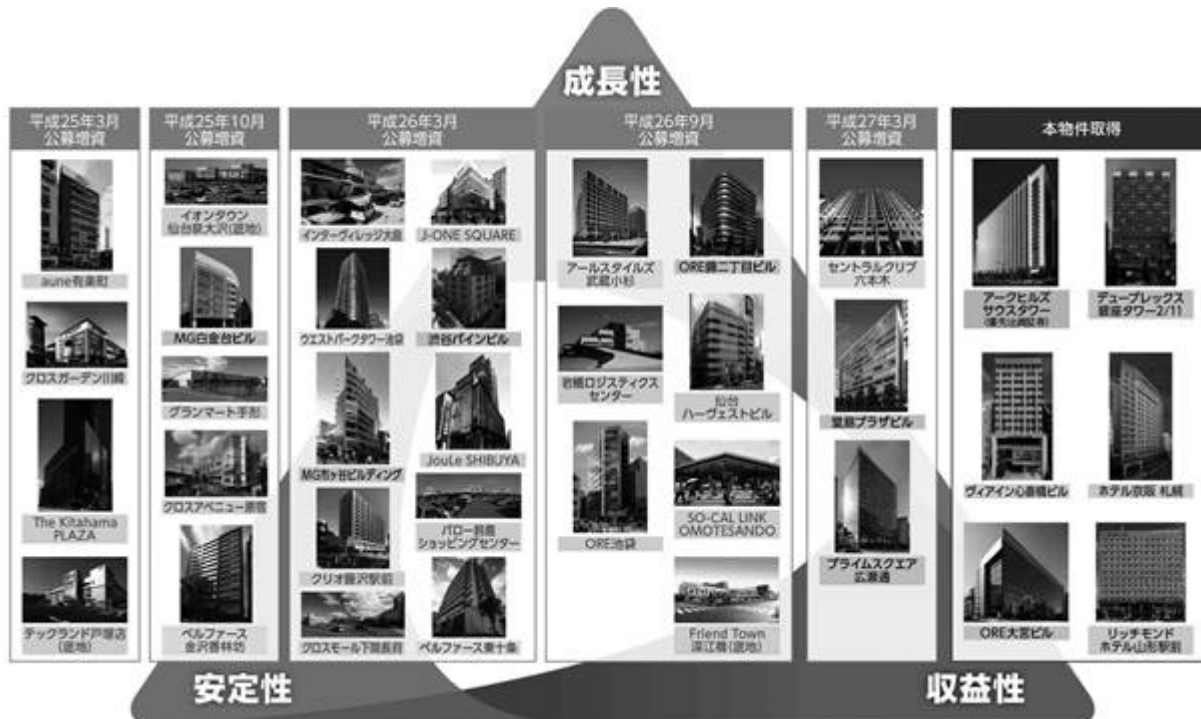 成長性
平成25年3月
公募増資
aune有楽町
クロスガーデン川崎
The Kitahama
PLAZA
テックランド戸塚店
(底地)
平成25年10月
公募増資
イオンタウン
仙台泉大沢(底地)
MG白金台ビル
グランマート手形
クロスアベニュー原宿
ベルファース
金沢香林坊
平成26年3月
公募増資
インターヴィレッジ大曲
J-ONE SQUARE
ウエストパークタワー池袋
渋谷パインビル
MG市ヶ谷ビルディング
JouLe SHIBUYA
クリオ藤沢駅前
バロー鈴鹿
ショッピングセンター
クロスモール下関長府
ベルファース東十条
平成26年9月
公募増資
アールスタイルズ
武蔵小杉
ORE錦二丁目ビル
岩槻ロジスティクス
センター
仙台
ハーヴェストビル
ORE池袋
SO-CAL LINK
OMOTESANDO
Friend Town
深江橋(底地)
平成27年3月
公募増資
セントラルクリブ
六本木
堂島プラザビル
プライムスクエア
広瀬通
本物件取得
アークヒルズ
サウスタワー
(優先出資証券)
デュープレックス
銀座タワー2/11
ヴィアイン心斎橋ビル
ホテル京阪 札幌
ORE大宮ビル
リッチモンド
ホテル山形駅前
安定性
収益性